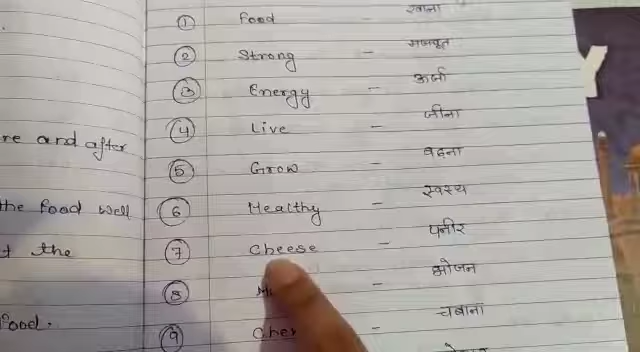 ① Food - खाना
② Strong - मजबूत
③ Energy - ऊर्जा
④ Live - जीना
re and after
⑤ Grow - बढ़ना
the food well
⑥ Healthy - स्वस्थ
t the
⑦ Cheese - पनीर
⑧ - भोजन
food.
⑨ - चबाना